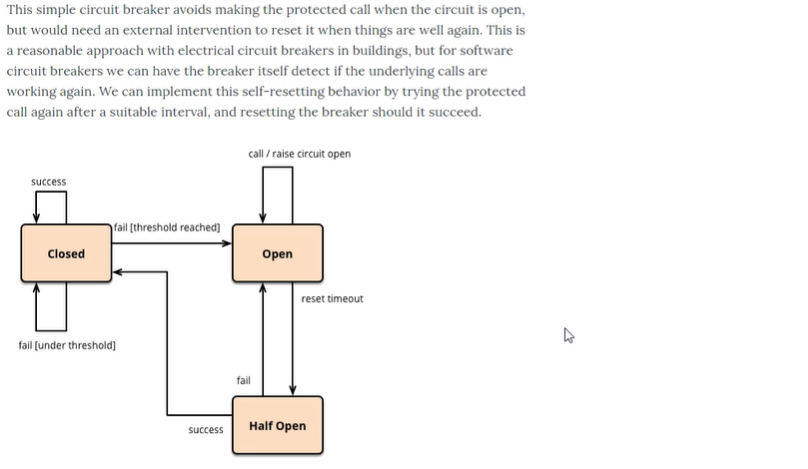 This simple circuit breaker avoids making the protected call when the circuit is open,
but would need an external intervention to reset it when things are well again. This is
a reasonable approach with electrical circuit breakers in buildings, but for software
circuit breakers we can have the breaker itself detect if the underlying calls are
working again. We can implement this self-resetting behavior by trying the protected
call again after a suitable interval, and resetting the breaker should it succeed.
call / raise circuit open
success
fail [threshold reached]
Closed
Open
reset timeout
fail [under threshold]
fail
Half Open
success